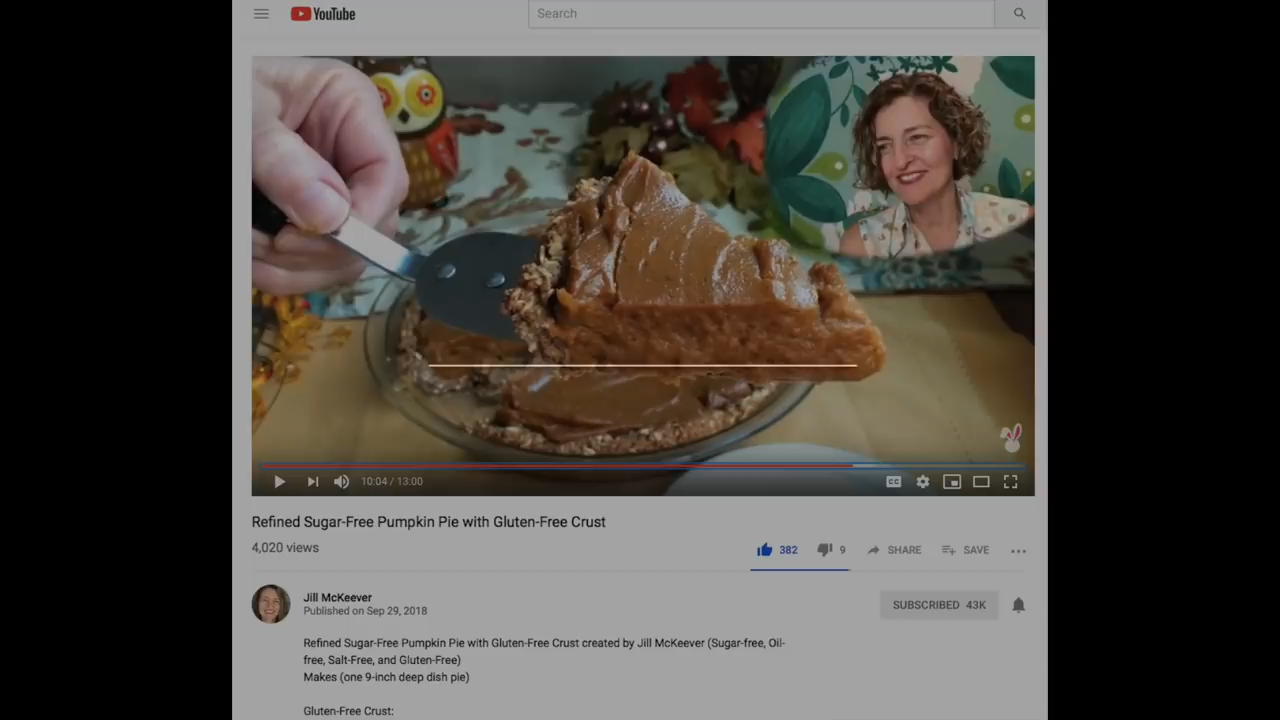 YouTube
Search
10:04 / 13:00
CC
Refined Sugar-Free Pumpkin Pie with Gluten-Free Crust
4,020 views
382
9
SHARE
SAVE
Jill McKeever
Published on Sep 29, 2018
SUBSCRIBED 43K
Refined Sugar-Free Pumpkin Pie with Gluten-Free Crust created by Jill McKeever (Sugar-free, Oil-
free, Salt-Free, and Gluten-Free)
Makes (one 9-inch deep dish pie)
Gluten-Free Crust: